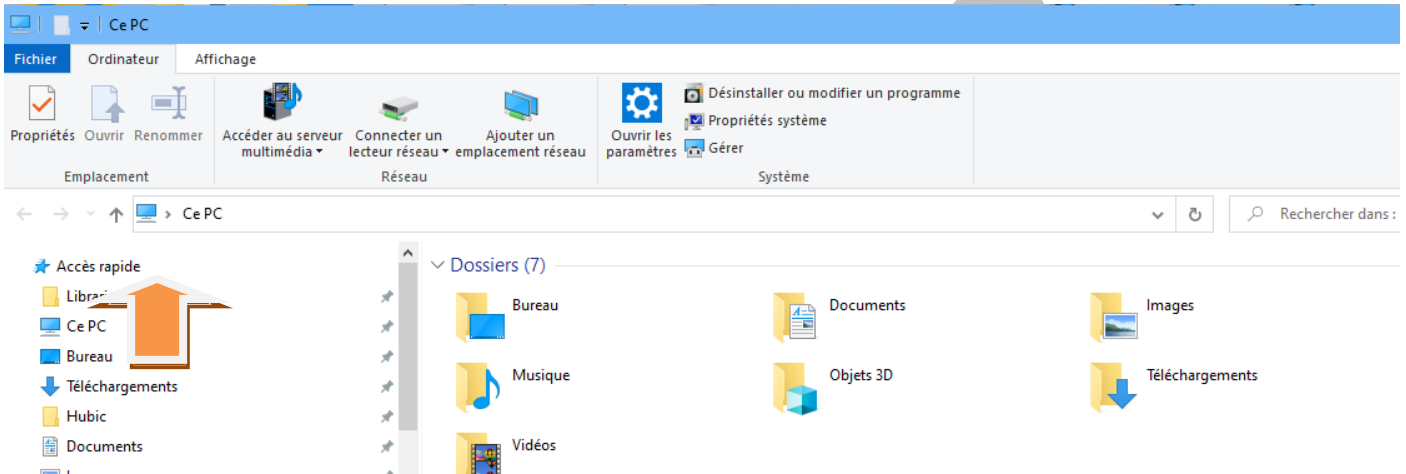 Ce PC
Fichier Ordinateur Affichage
Propriétés Ouvrir Renommer
Accéder au serveur multimédia
Connecter un lecteur réseau
Ajouter un emplacement réseau
Ouvrir les paramètres
Désinstaller ou modifier un programme
Propriétés système
Gérer
Emplacement Réseau Système
Ce PC
Rechercher dans :
Accès rapide
Ce PC
Bureau
Téléchargements
Hubic
Documents
Dossiers (7)
Bureau Documents Images
Musique Objets 3D Téléchargements
Vidéos